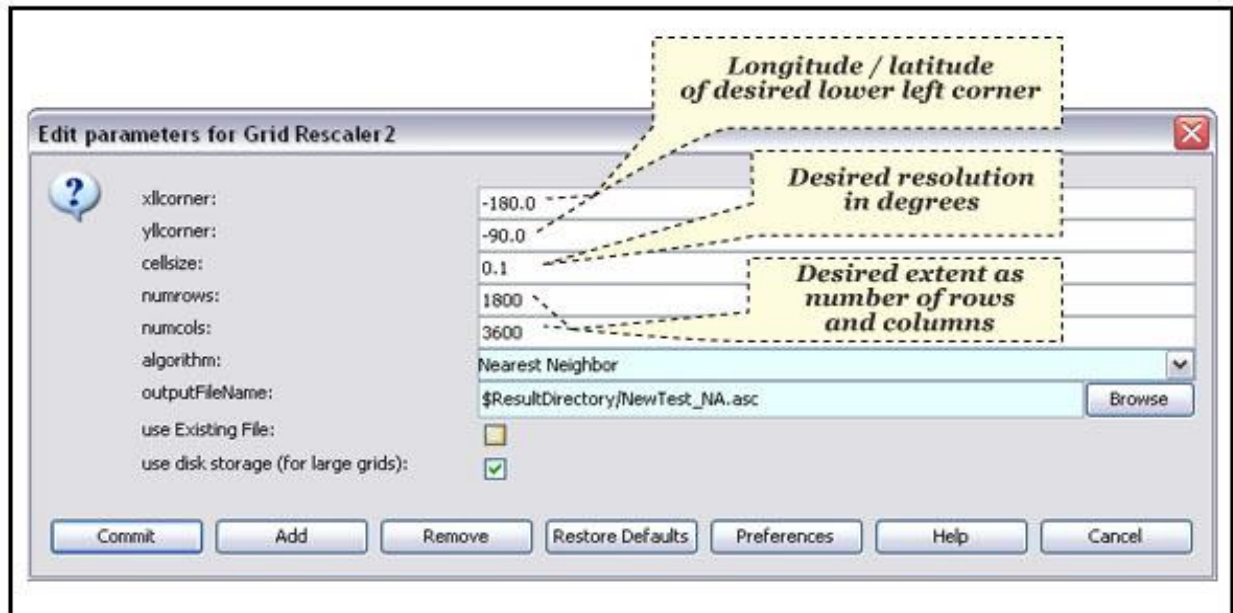 Longitude / latitude
of desired lower left corner
Edit parameters for Grid Rescaler2
?
xllcorner:
-180.0
yllcorner:
-90.0
Desired resolution
in degrees
cellsize:
0.1
numrows:
1800
numcols:
3600
Desired extent as
number of rows
and columns
algorithm:
Nearest Neighbor
outputFileName:
$ResultDirectory/NewTest_NA.asc
Browse
use Existing File:
use disk storage (for large grids):
Commit
Add
Remove
Restore Defaults
Preferences
Help
Cancel